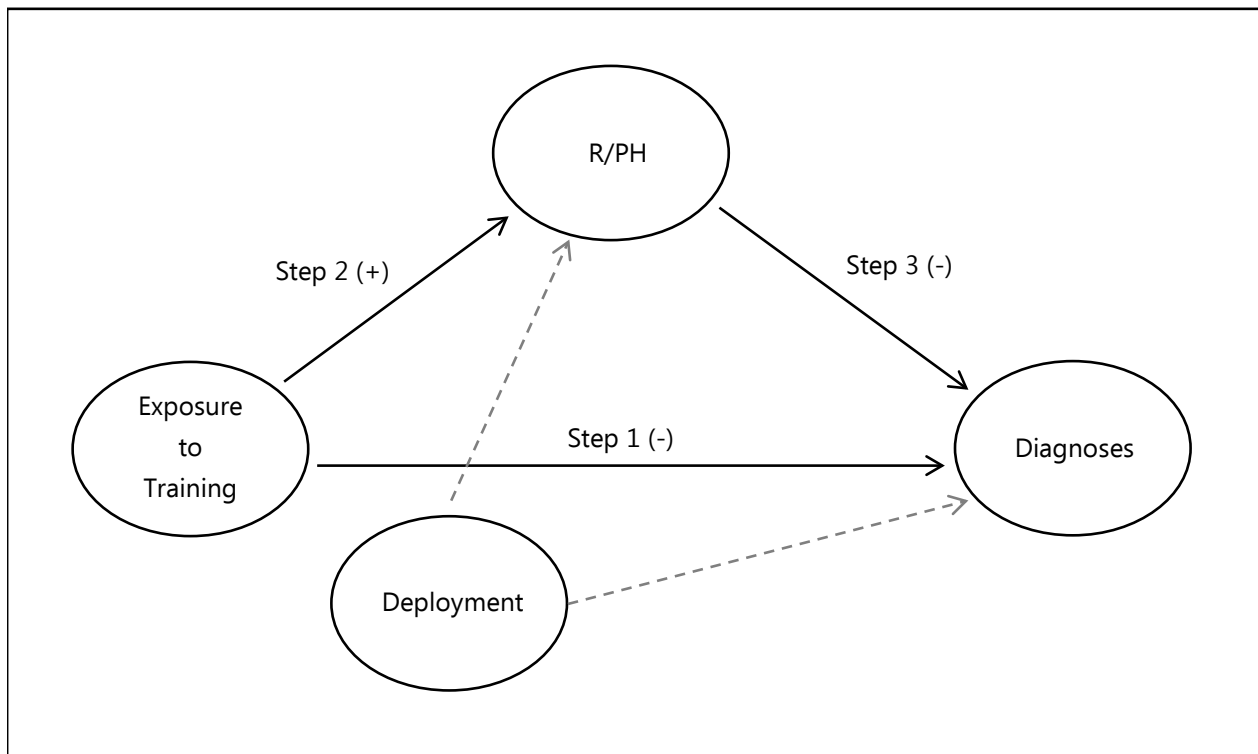 R/PH
Step 2 (+)
Step 3 (-)
Exposure
to
Training
Step 1 (-)
Diagnoses
Deployment